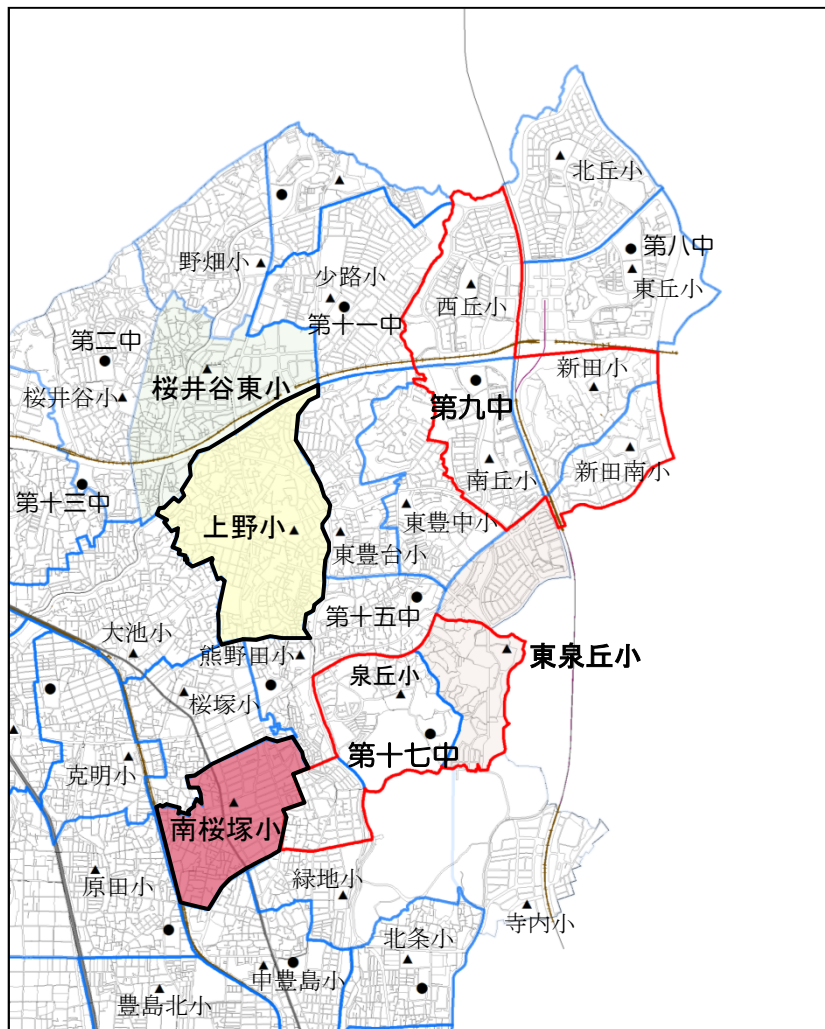 北丘小
第八中
東丘小
野畑小
少路小
西丘小
第十一中
第二中
新田小
桜井谷東小
桜井谷小
第九中
南丘小
新田南小
第十三中
東豊中小
上野小
東豊台小
第十五中
大池小
熊野田小
東泉丘小
泉丘小
桜塚小
第十七中
克明小
南桜塚小
原田小
緑地小
寺内小
北条小
中豊島小
豊島北小